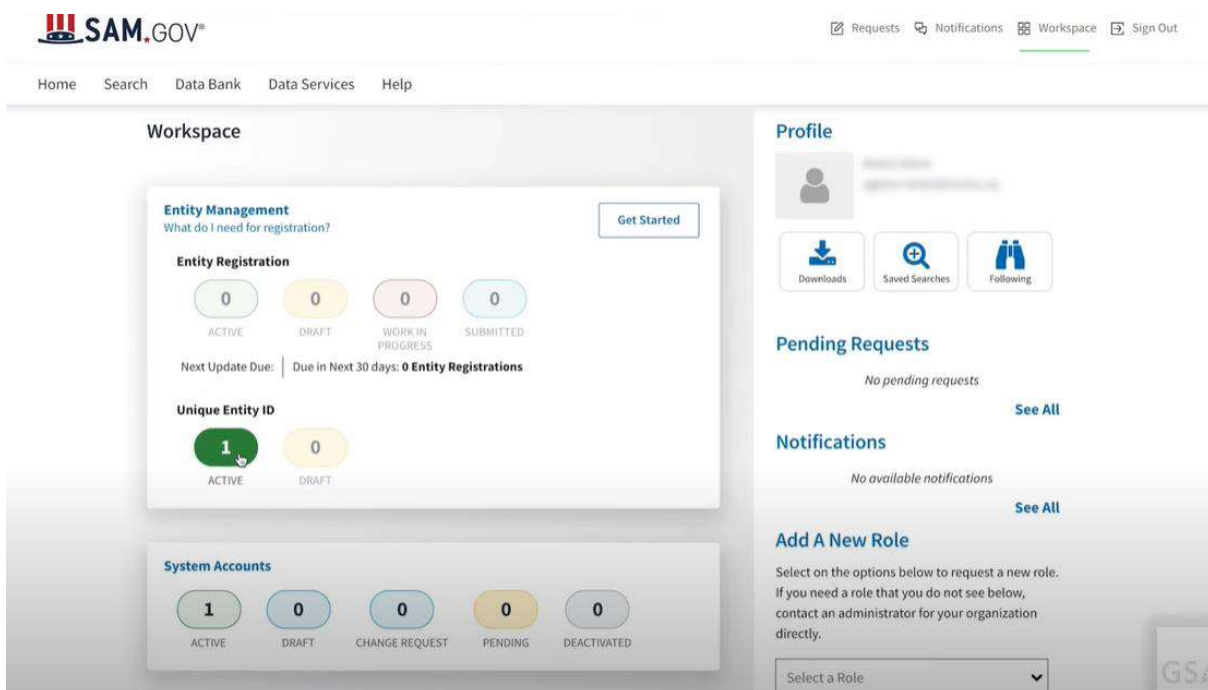 SAM.GOV®
Requests Notifications Workspace Sign Out
Home Search Data Bank Data Services Help
Workspace
Entity Management
What do I need for registration?
Get Started
Entity Registration
0 0 0 0
ACTIVE DRAFT WORK IN PROGRESS SUBMITTED
Next Update Due: Due in Next 30 days: 0 Entity Registrations
Unique Entity ID
1 0
ACTIVE DRAFT
System Accounts
1 0 0 0 0
ACTIVE DRAFT CHANGE REQUEST PENDING DEACTIVATED
Profile
Downloads Saved Searches Following
Pending Requests
No pending requests
See All
Notifications
No available notifications
See All
Add A New Role
Select on the options below to request a new role.
If you need a role that you do not see below,
contact an administrator for your organization
directly.
Select a Role
GSA